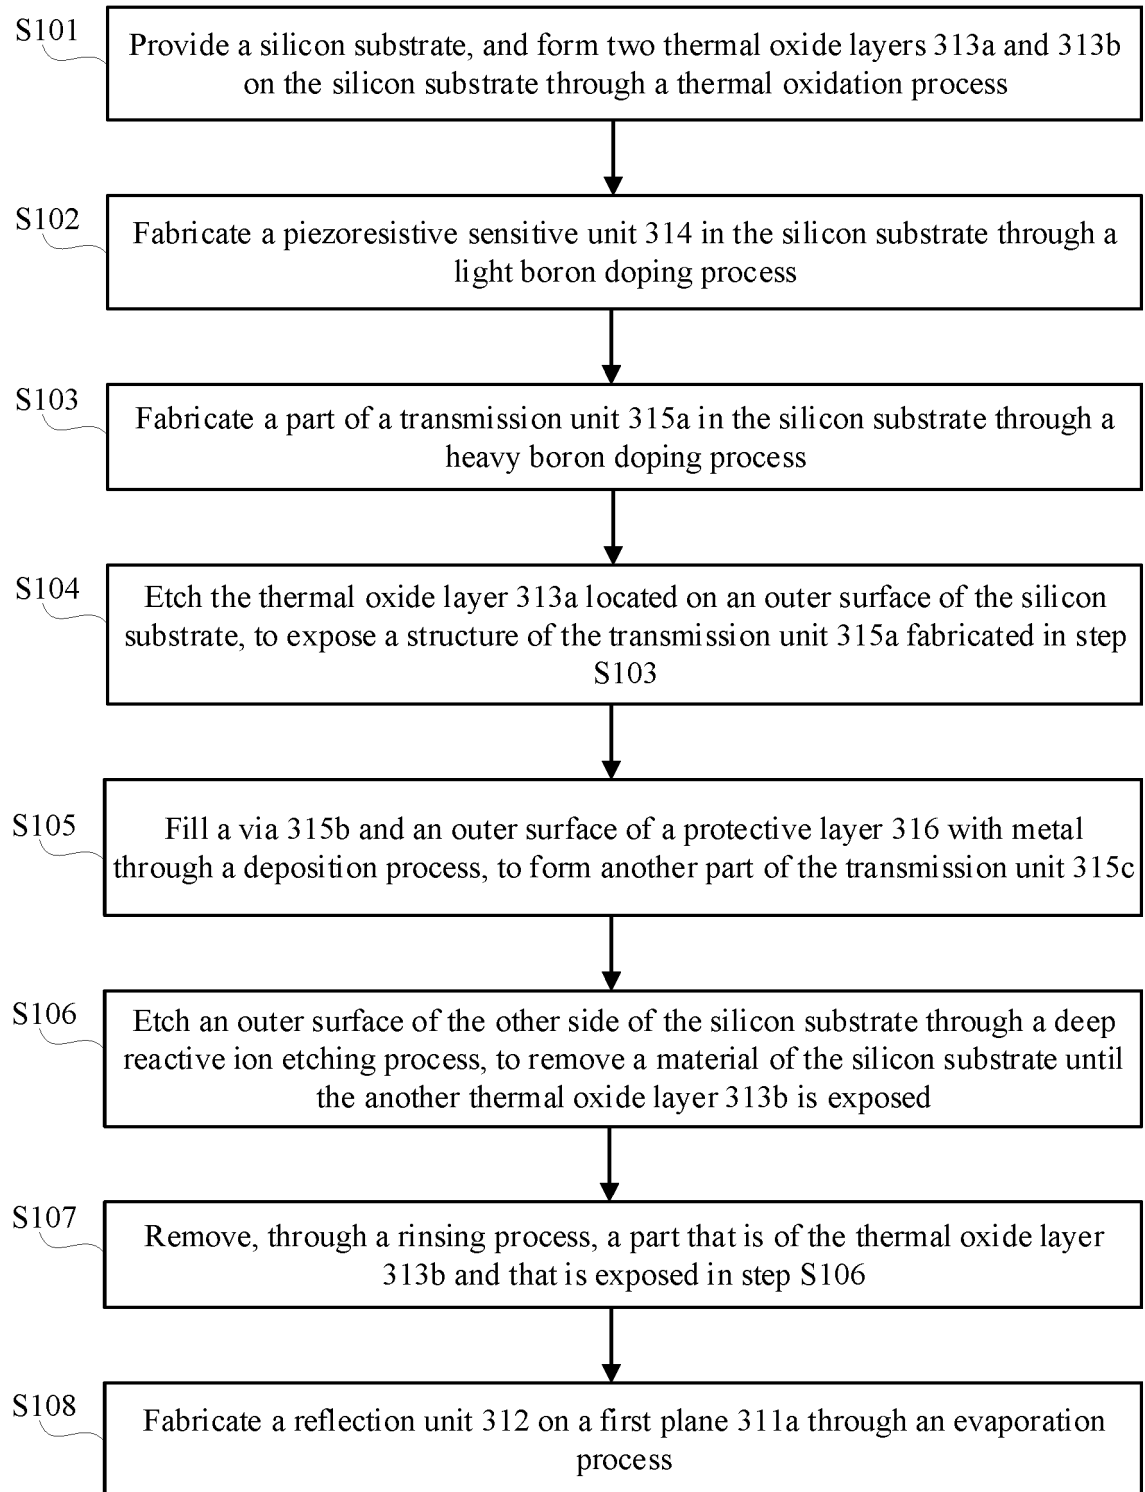 S101
Provide a silicon substrate, and form two thermal oxide layers 313a and 313b
on the silicon substrate through a thermal oxidation process
S102
Fabricate a piezoresistive sensitive unit 314 in the silicon substrate through a
light boron doping process
S103
Fabricate a part of a transmission unit 315a in the silicon substrate through a
heavy boron doping process
S104
Etch the thermal oxide layer 313a located on an outer surface of the silicon
substrate, to expose a structure of the transmission unit 315a fabricated in step
S103
S105
Fill a via 315b and an outer surface of a protective layer 316 with metal
through a deposition process, to form another part of the transmission unit 315c
S106
Etch an outer surface of the other side of the silicon substrate through a deep
reactive ion etching process, to remove a material of the silicon substrate until
the another thermal oxide layer 313b is exposed
S107
Remove, through a rinsing process, a part that is of the thermal oxide layer
313b and that is exposed in step S106
S108
Fabricate a reflection unit 312 on a first plane 311a through an evaporation
process